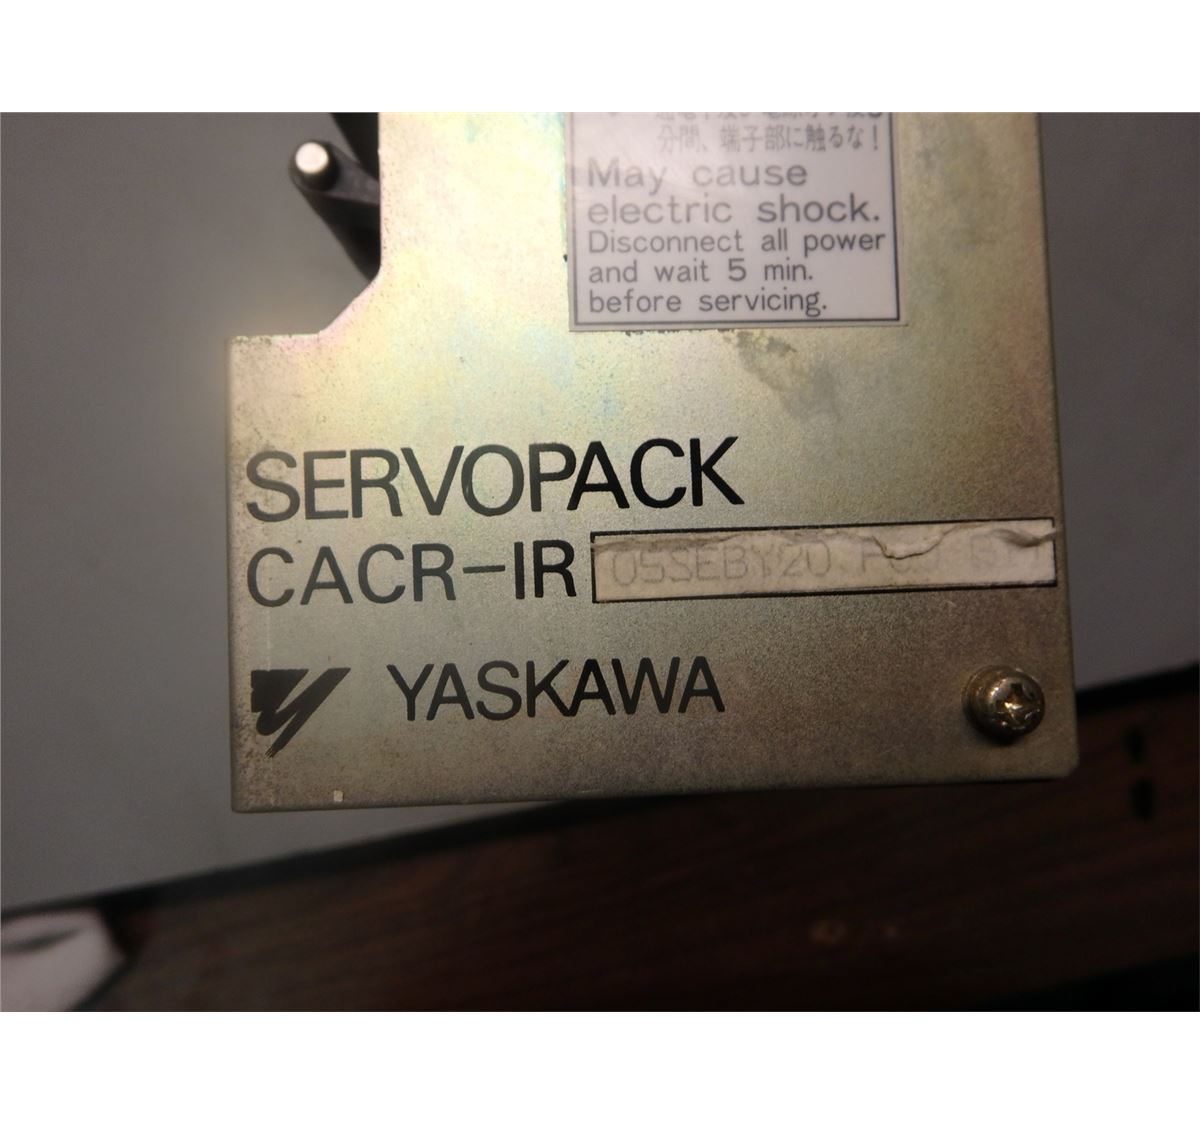 分間、端子部に触るな!
May cause
electric shock.
Disconnect all power
and wait 5 min.
before servicing.
SERVOPACK
CACR-IR 05SEBY20
YASKAWA